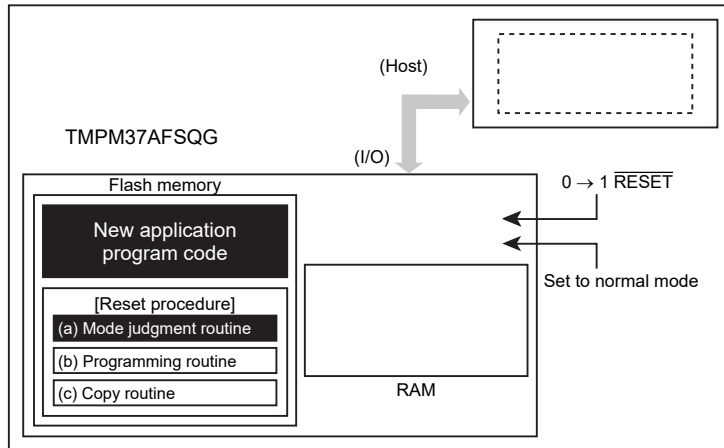 (Host)
TMPM37AFSQG
(I/O)
0 → 1 RESET
Flash memory
New application
program code
Set to normal mode
[Reset procedure]
(a) Mode judgment routine
(b) Programming routine
(c) Copy routine
RAM